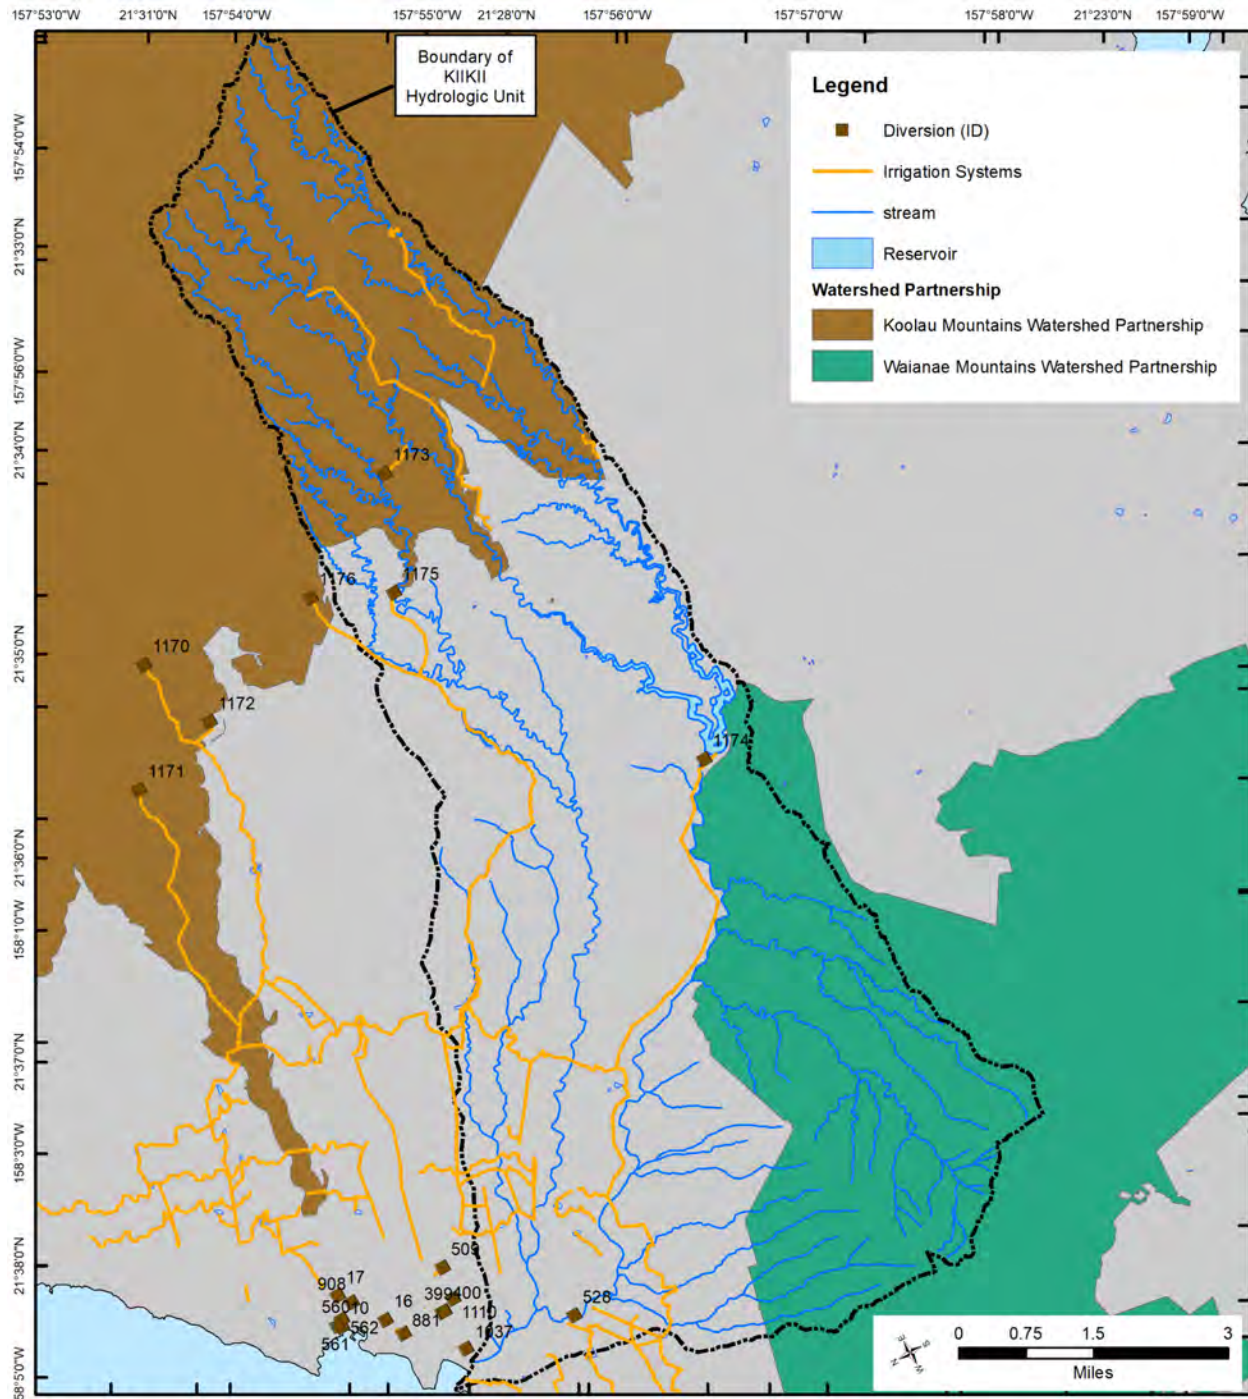 157°53'0"W
21°31'0"N
157°54'0"W
157°55'0"W
21°28'0"N
157°56'0"W
157°57'0"W
157°58'0"W
21°23'0"N
157°59'0"W
Boundary of
KIIKII
Hydrologic Unit
Legend
Diversion (ID)
Irrigation Systems
stream
Reservoir
Watershed Partnership
Koolau Mountains Watershed Partnership
Waianae Mountains Watershed Partnership
157°54'0"W
21°33'0"N
157°56'0"W
21°34'0"N
21°35'0"N
21°36'0"N
158°1'0"W
21°37'0"N
158°3'0"W
21°38'0"N
158°5'0"W
1173
1176
1175
1170
1172
1174
1171
509
17
908
399400
560
10
16
1110
528
562
881
561
1037
E
S
N
W
0 0.75 1.5 3
Miles